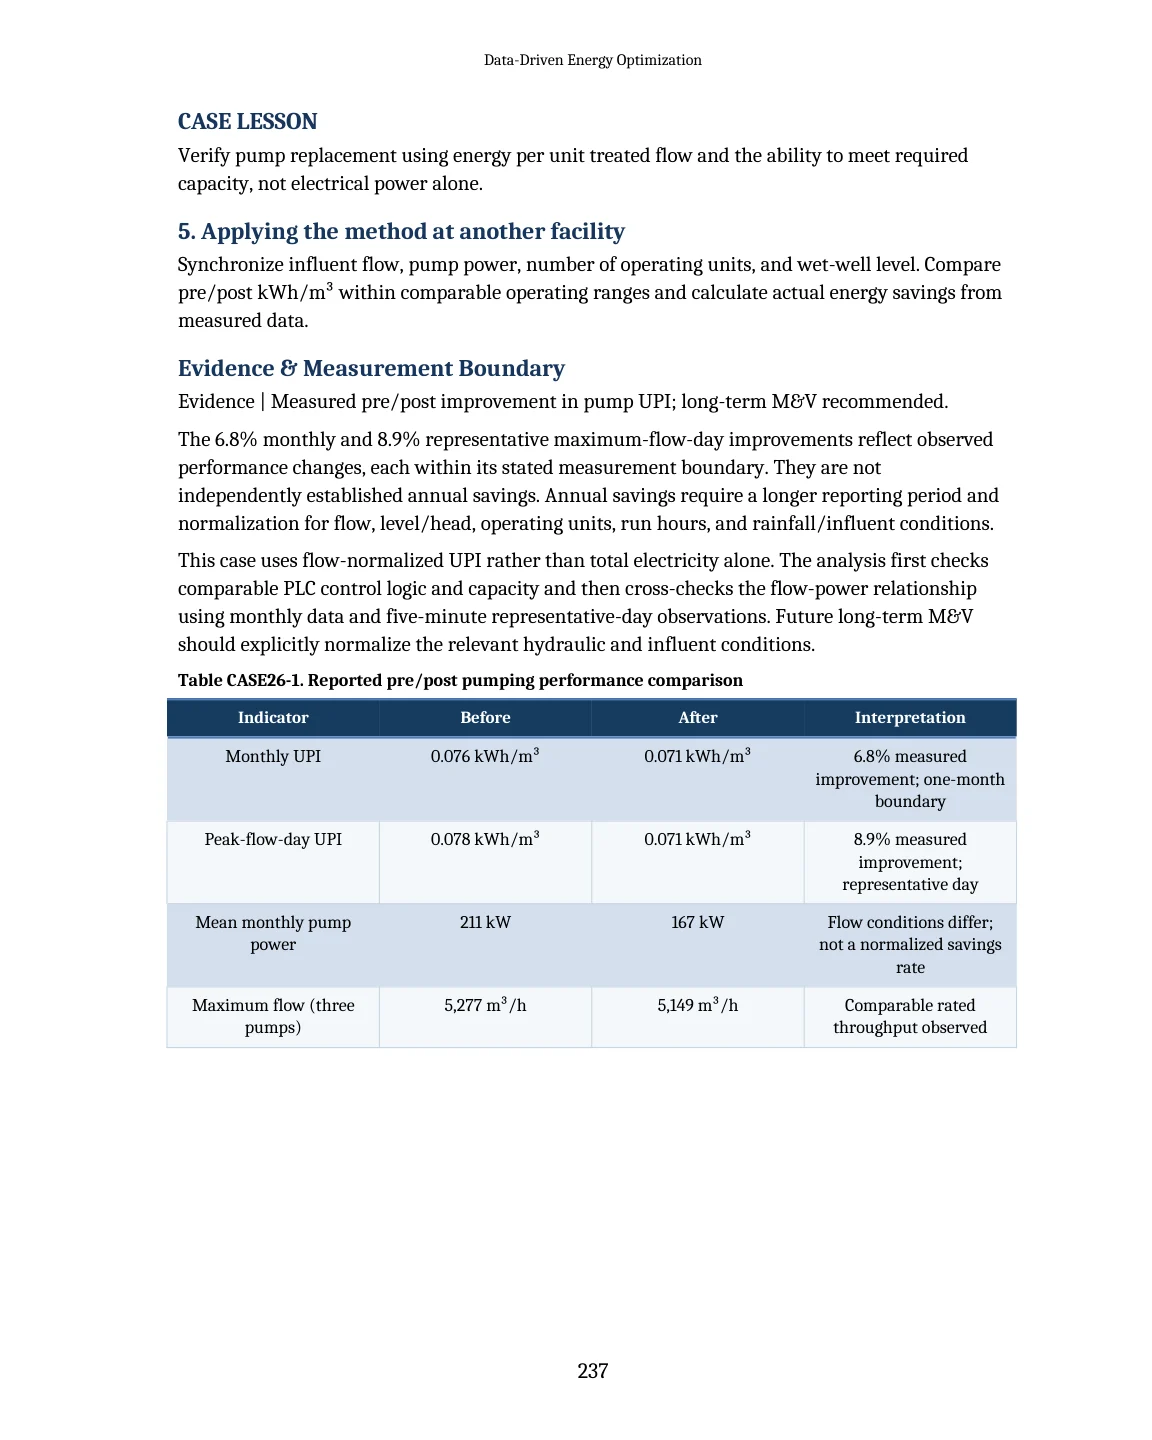 Data-Driven Energy Optimization
CASE LESSON
Verify pump replacement using energy per unit treated flow and the ability to meet required
capacity, not electrical power alone.
5. Applying the method at another facility
Synchronize influent flow, pump power, number of operating units, and wet-well level. Compare
pre/post kWh/m³ within comparable operating ranges and calculate actual energy savings from
measured data.
Evidence & Measurement Boundary
Evidence | Measured pre/post improvement in pump UPI; long-term M&V recommended.
The 6.8% monthly and 8.9% representative maximum-flow-day improvements reflect observed
performance changes, each within its stated measurement boundary. They are not
independently established annual savings. Annual savings require a longer reporting period and
normalization for flow, level/head, operating units, run hours, and rainfall/influent conditions.
This case uses flow-normalized UPI rather than total electricity alone. The analysis first checks
comparable PLC control logic and capacity and then cross-checks the flow-power relationship
using monthly data and five-minute representative-day observations. Future long-term M&V
should explicitly normalize the relevant hydraulic and influent conditions.
Table CASE26-1. Reported pre/post pumping performance comparison
Indicator Before After Interpretation
Monthly UPI 0.076 kWh/m³ 0.071 kWh/m³ 6.8% measured
improvement; one-month
boundary
Peak-flow-day UPI 0.078 kWh/m³ 0.071 kWh/m³ 8.9% measured
improvement;
representative day
Mean monthly pump 211 kW 167 kW Flow conditions differ;
power not a normalized savings
rate
Maximum flow (three 5,277 m³/h 5,149 m³/h Comparable rated
pumps) throughput observed
237